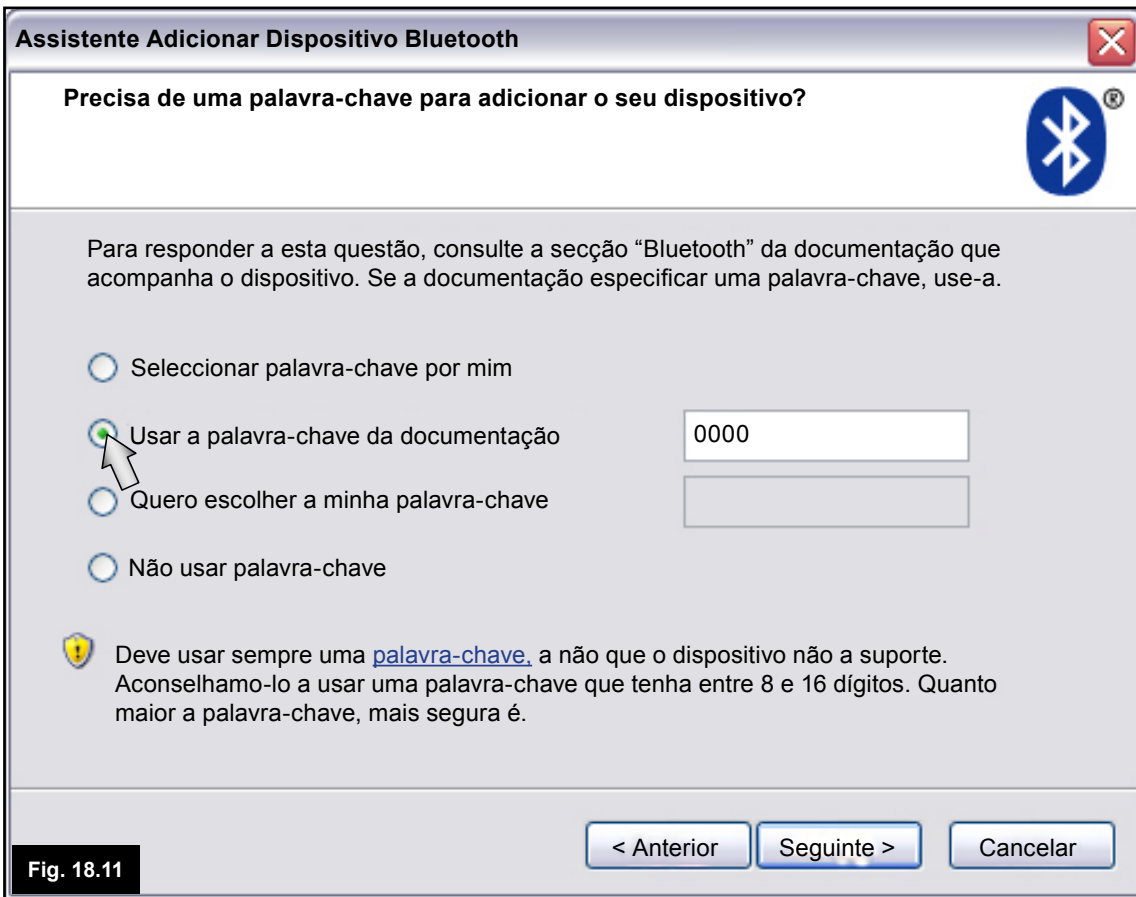 Assistente Adicionar Dispositivo Bluetooth
Precisa de uma palavra-chave para adicionar o seu dispositivo?
®
Para responder a esta questão, consulte a secção “Bluetooth” da documentação que
acompanha o dispositivo. Se a documentação especificar uma palavra-chave, use-a.
Seleccionar palavra-chave por mim
Usar a palavra-chave da documentação 0000
Quero escolher a minha palavra-chave
Não usar palavra-chave
Deve usar sempre uma palavra-chave, a não que o dispositivo não a suporte.
Aconselhamo-lo a usar uma palavra-chave que tenha entre 8 e 16 dígitos. Quanto
maior a palavra-chave, mais segura é.
< Anterior Seguinte > Cancelar
Fig. 18.11